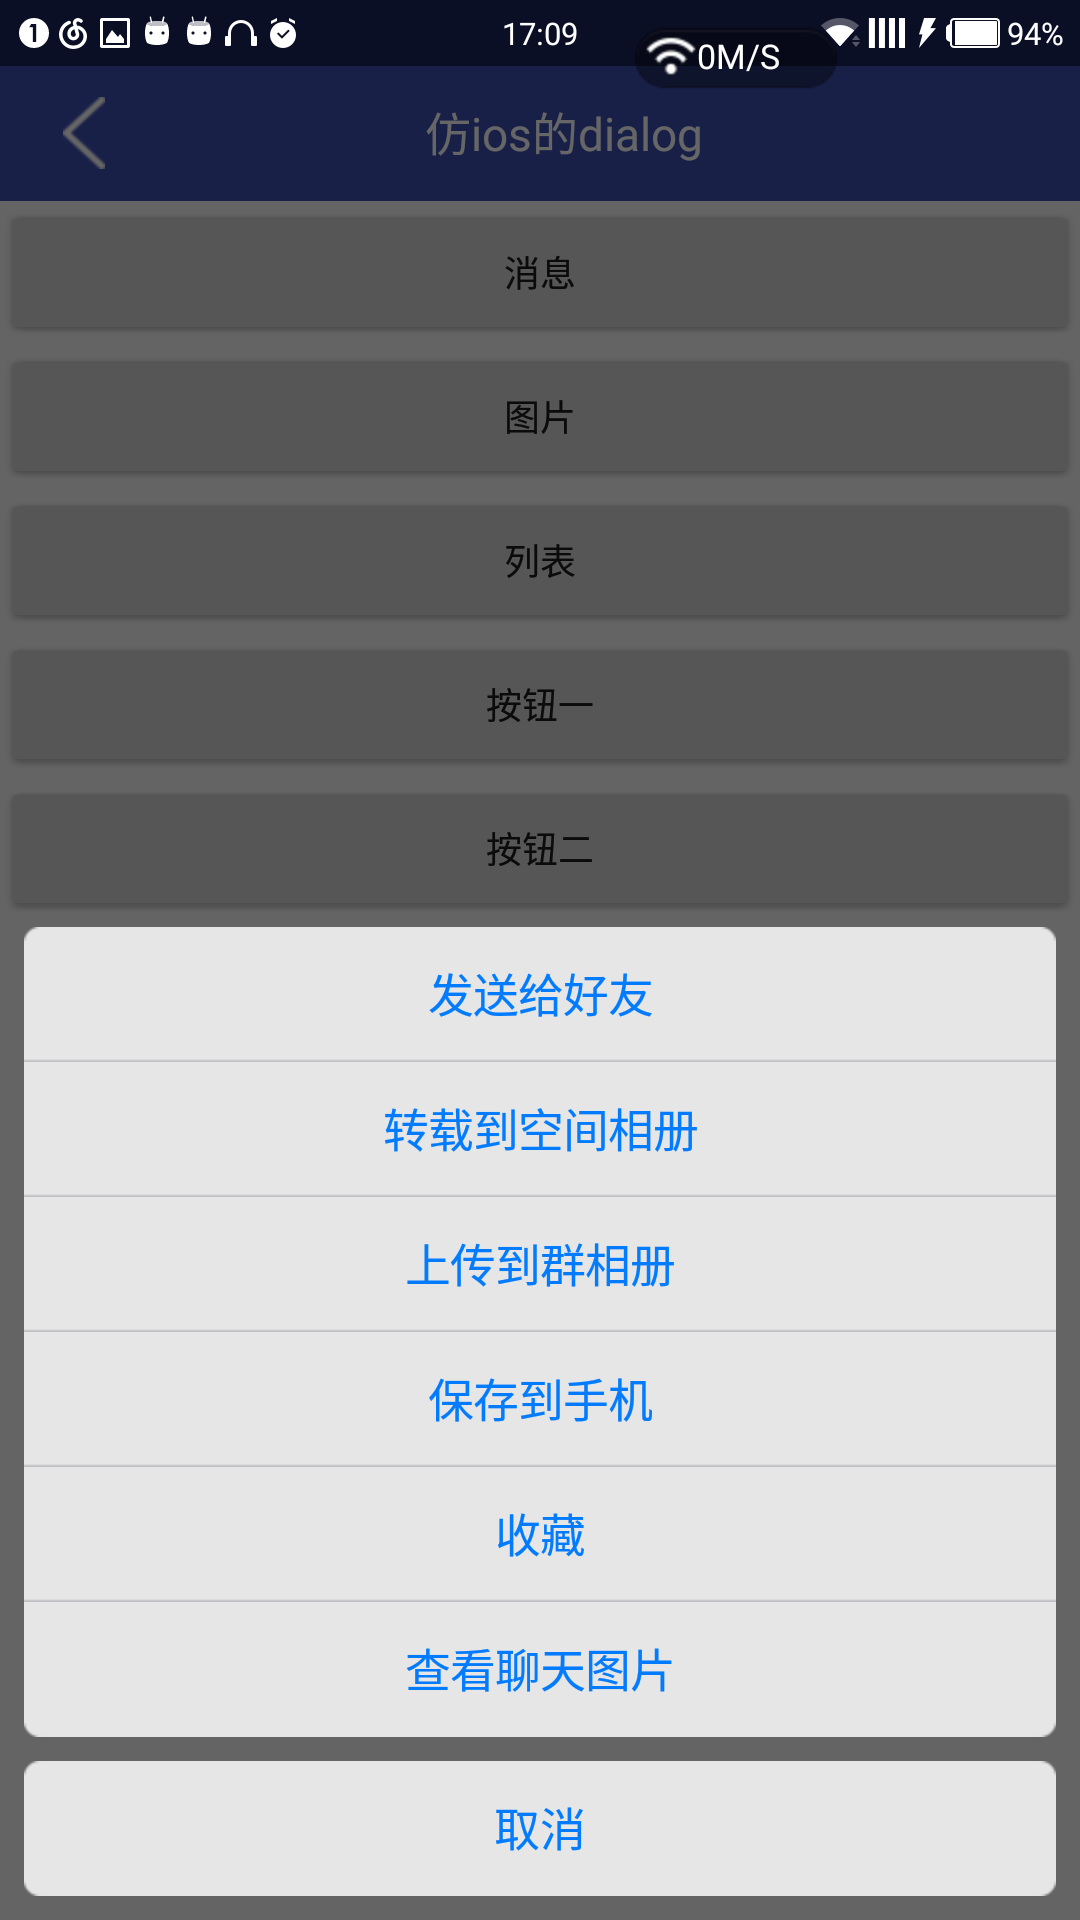 1
17:09
94%
0M/S
仿ios的dialog
消息
图片
列表
按钮一
按钮二
发送给好友
转载到空间相册
上传到群相册
保存到手机
收藏
查看聊天图片
取消